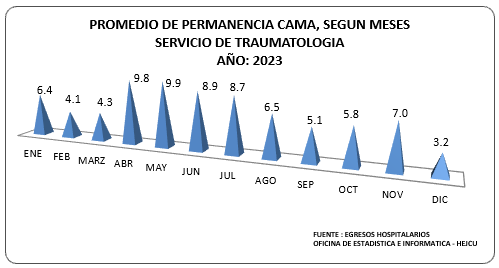 PROMEDIO DE PERMANENCIA CAMA, SEGUN MESES
SERVICIO DE TRAUMATOLOGIA
AÑO: 2023
6.4
4.1
4.3
9.8
9.9
8.9
8.7
6.5
5.1
5.8
7.0
3.2
ENE
FEB
MARZ
ABR
MAY
JUN
JUL
AGO
SEP
OCT
NOV
DIC
FUENTE : EGRESOS HOSPITALARIOS
OFICINA DE ESTADISTICA E INFORMATICA - HEJCU